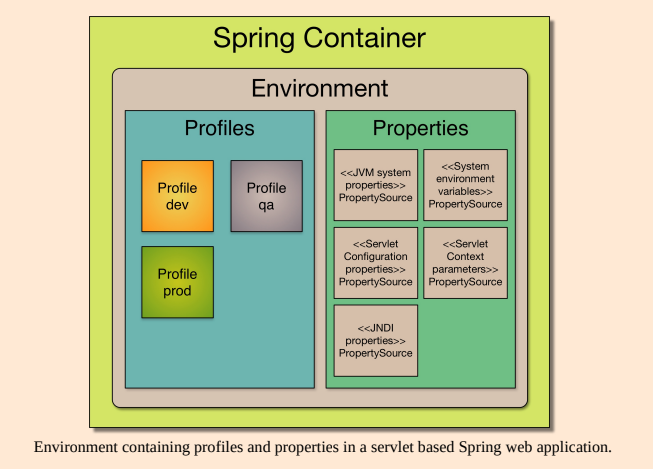 Spring Container
Environment
Profiles
Profile
dev
Profile
qa
Profile
prod
Properties
<<JVM system
properties>>
PropertySource
<<System
environment
variables>>
PropertySource
<<Servlet
Configuration
properties>>
PropertySource
<<Servlet
Context
parameters>>
PropertySource
<<JNDI
properties>>
PropertySource
Environment containing profiles and properties in a servlet based Spring web application.